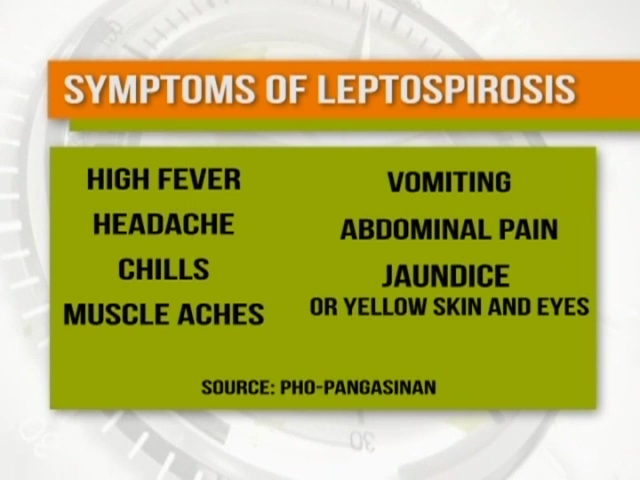 SYMPTOMS OF LEPTOSPIROSIS
HIGH FEVER
HEADACHE
CHILLS
MUSCLE ACHES
VOMITING
ABDOMINAL PAIN
JAUNDICE
OR YELLOW SKIN AND EYES
SOURCE: PHO-PANGASINAN
30